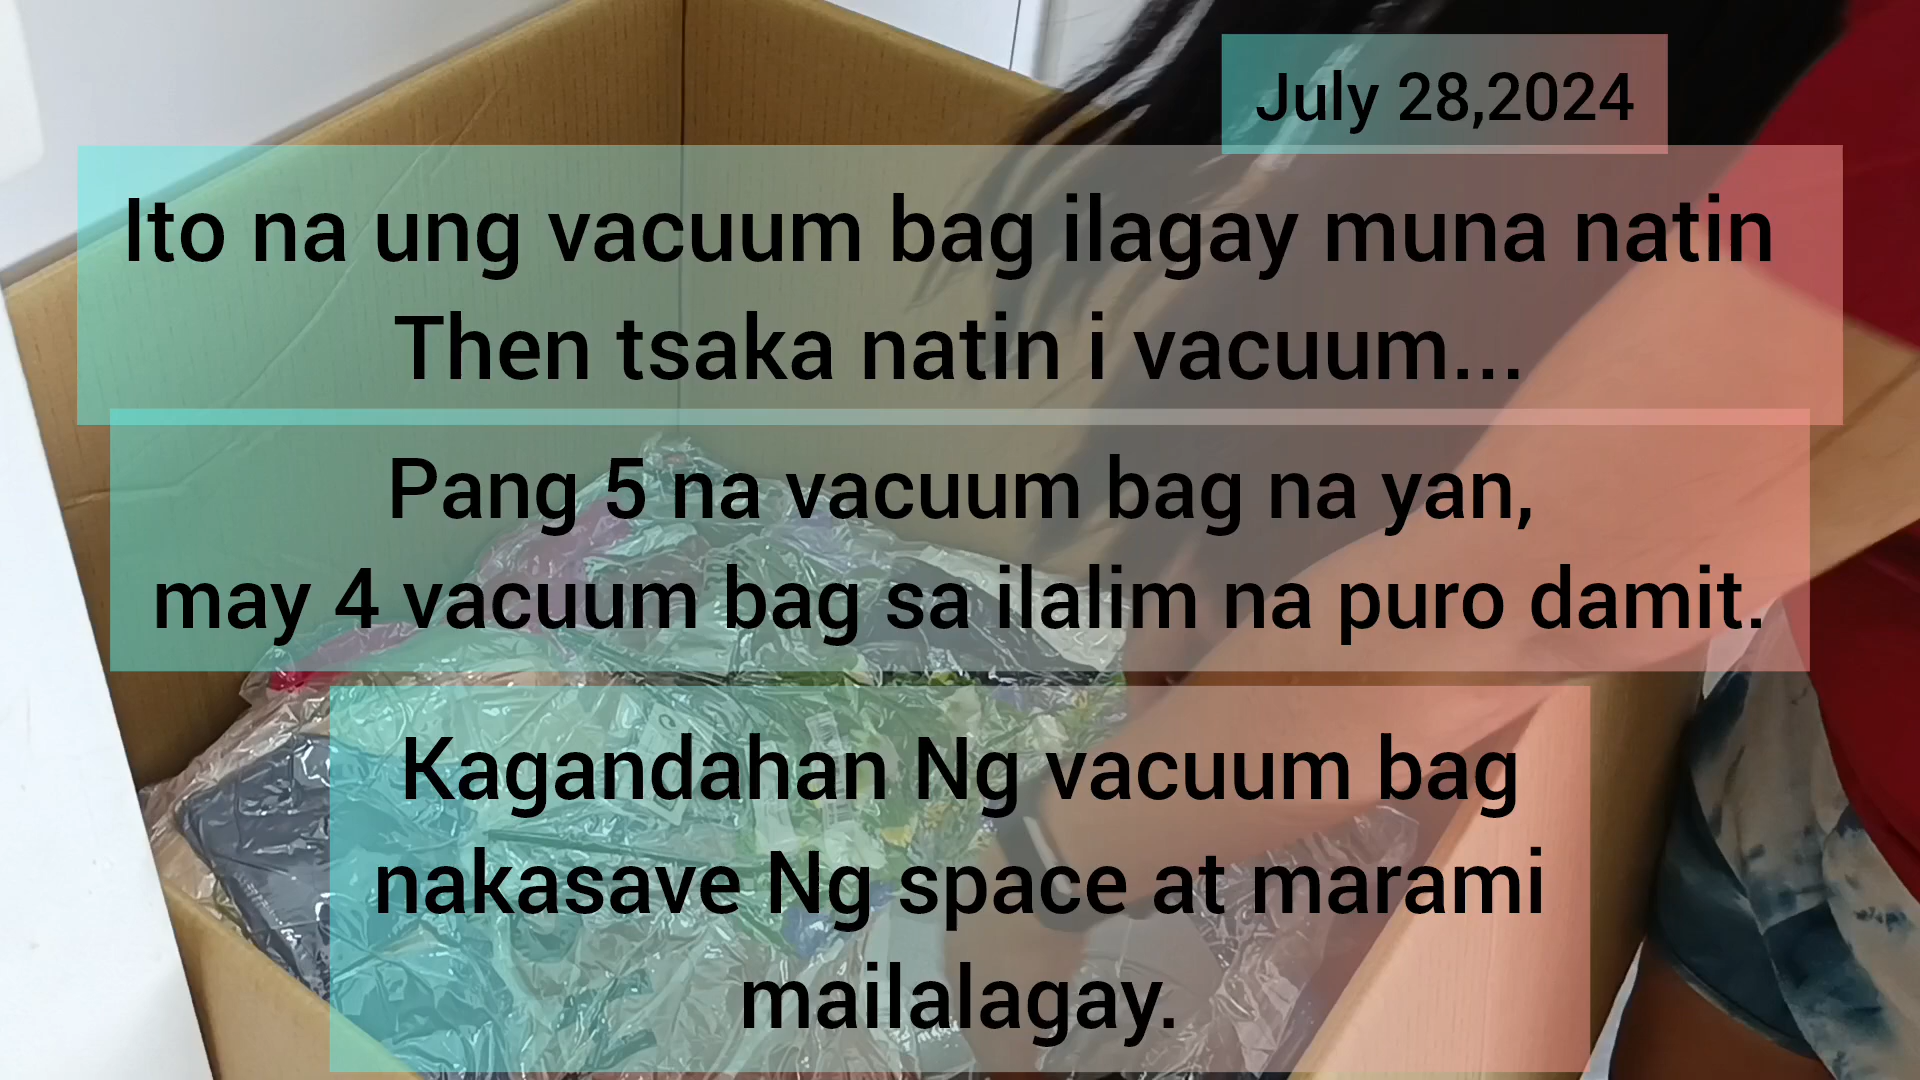 July 28,2024
Ito na ung vacuum bag ilagay muna natin
Then tsaka natin i vacuum...
Pang 5 na vacuum bag na yan,
may 4 vacuum bag sa ilalim na puro damit.
Kagandahan Ng vacuum bag
nakasave Ng space at marami
mailalagay.